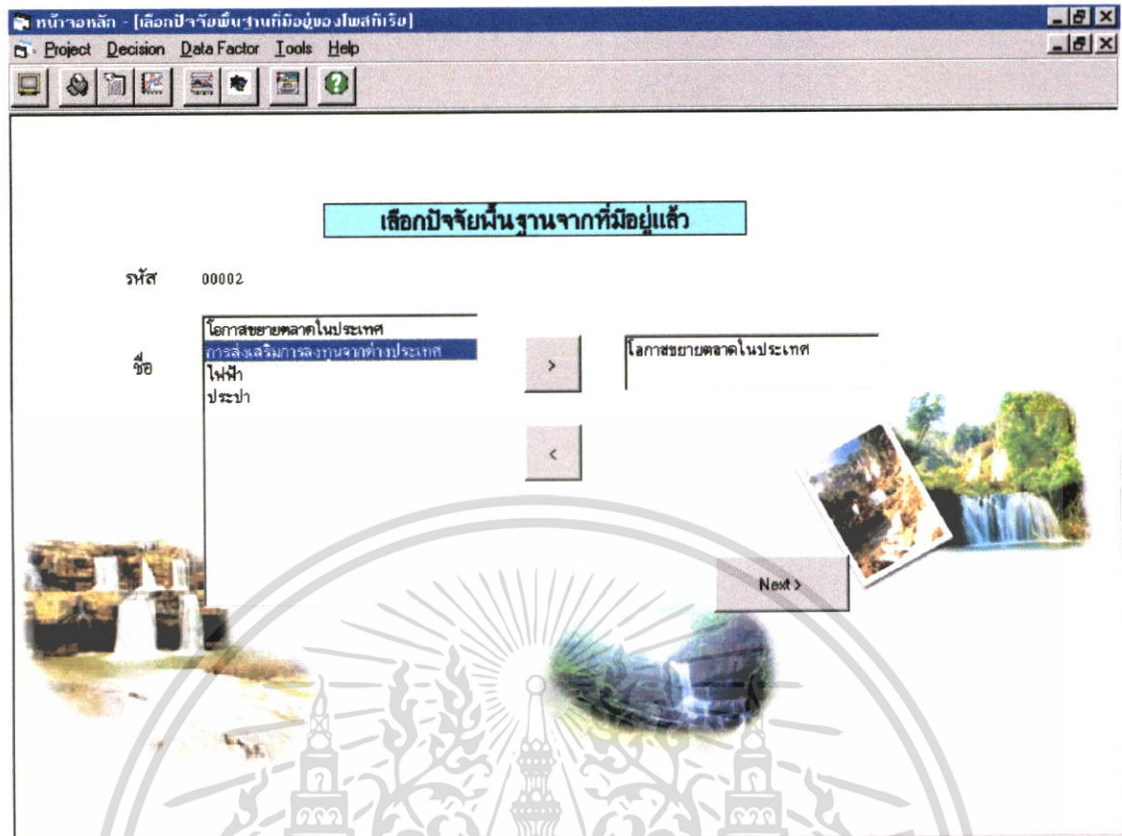 หน้าจอหลัก - [เลือกปัจจัยพื้นฐานที่มีอยู่ของโพสทีเรีย]
Project Decision Data Factor Tools Help
เลือกปัจจัยพื้นฐานจากที่มีอยู่แล้ว
รหัส 00002
ชื่อ
โอกาสขยายตลาดในประเทศ
การส่งเสริมการลงทุนจากต่างประเทศ
ไฟฟ้า
ประปา
>
<
โอกาสขยายตลาดในประเทศ
Next >